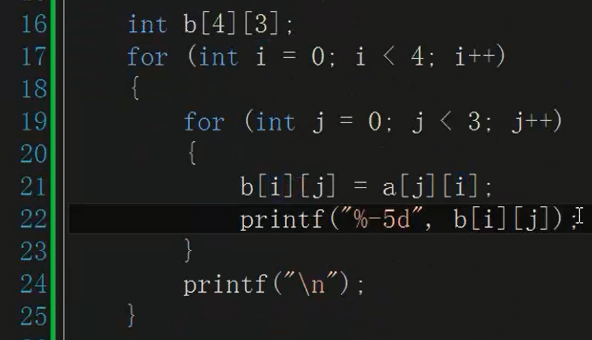 16 int b[4][3];
17 for (int i = 0; i < 4; i++)
18 {
19 for (int j = 0; j < 3; j++)
20 {
21 b[i][j] = a[j][i];
22 printf("%-5d", b[i][j]);
23 }
24 printf("\n");
25 }